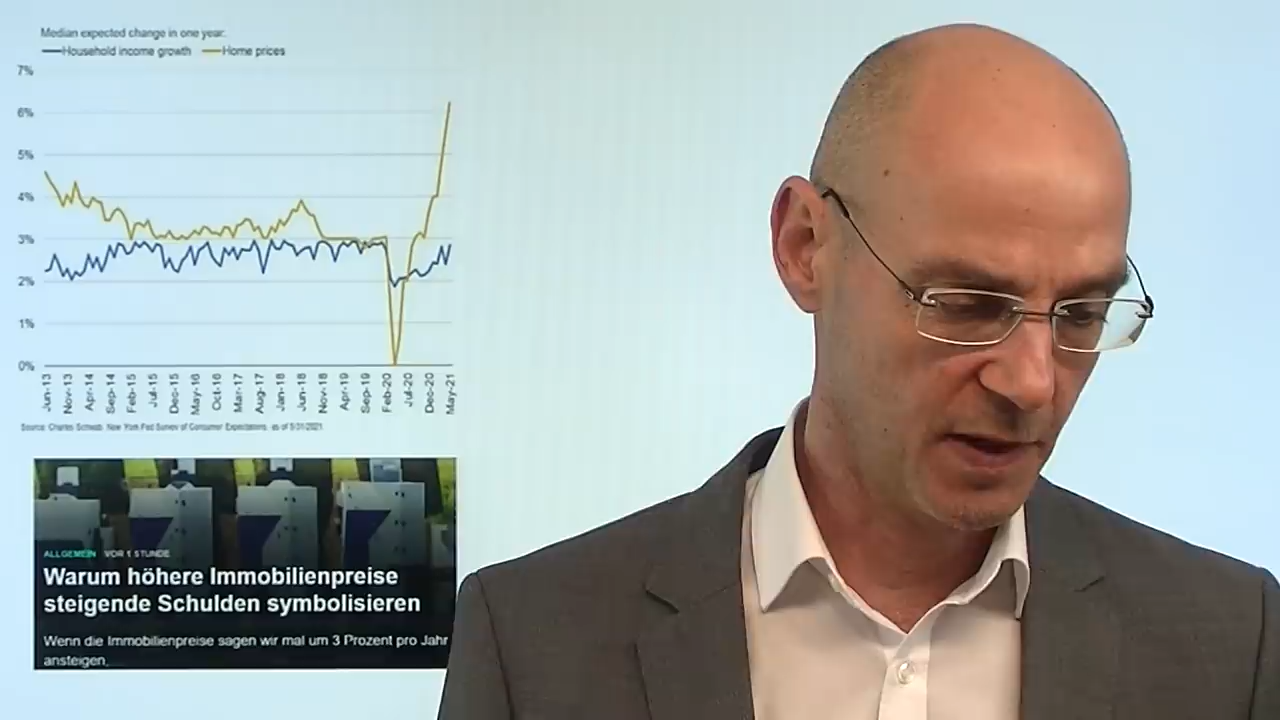 Median expected change in one year:
Household income growth Home prices
7%
6%
5%
4%
3%
2%
1%
0%
Jun-13 Nov-13 Apr-14 Sep-14 Feb-15 Jul-15 Dec-15 May-16 Oct-16 Mar-17 Aug-17 Jan-18 Jun-18 Nov-18 Apr-19 Sep-19 Feb-20 Jul-20 Dec-20 May-21
Source: Charles Schwab, New York Fed Survey of Consumer Expectations, as of 5/31/2021.
ALLGEMEIN VOR 1 STUNDE
Warum höhere Immobilienpreise
steigende Schulden symbolisieren
Wenn die Immobilienpreise sagen wir mal um 3 Prozent pro Jahr
ansteigen,